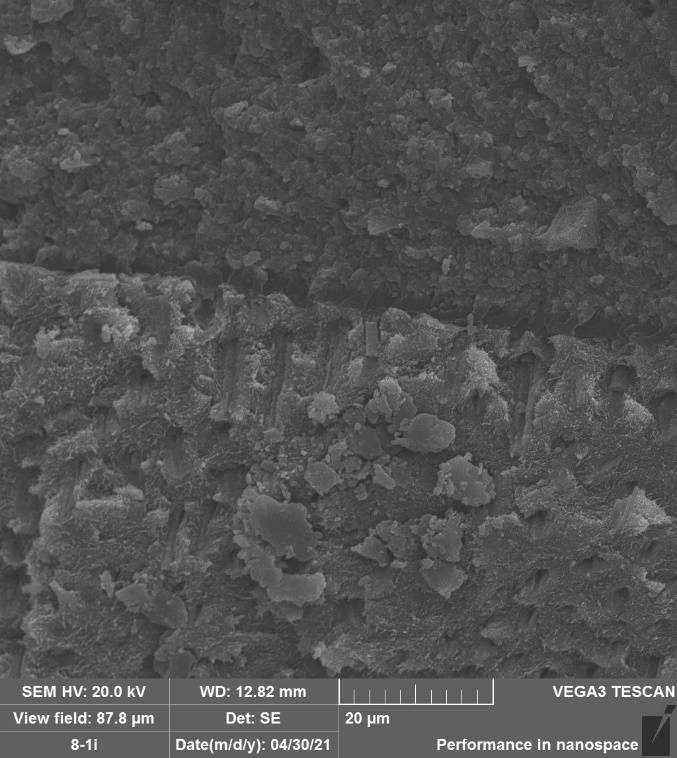 SEM HV: 20.0 kV
WD: 12.82 mm
VEGA3 TESCAN
View field: 87.8 µm
Det: SE
20 µm
8-1i
Date(m/d/y): 04/30/21
Performance in nanospace